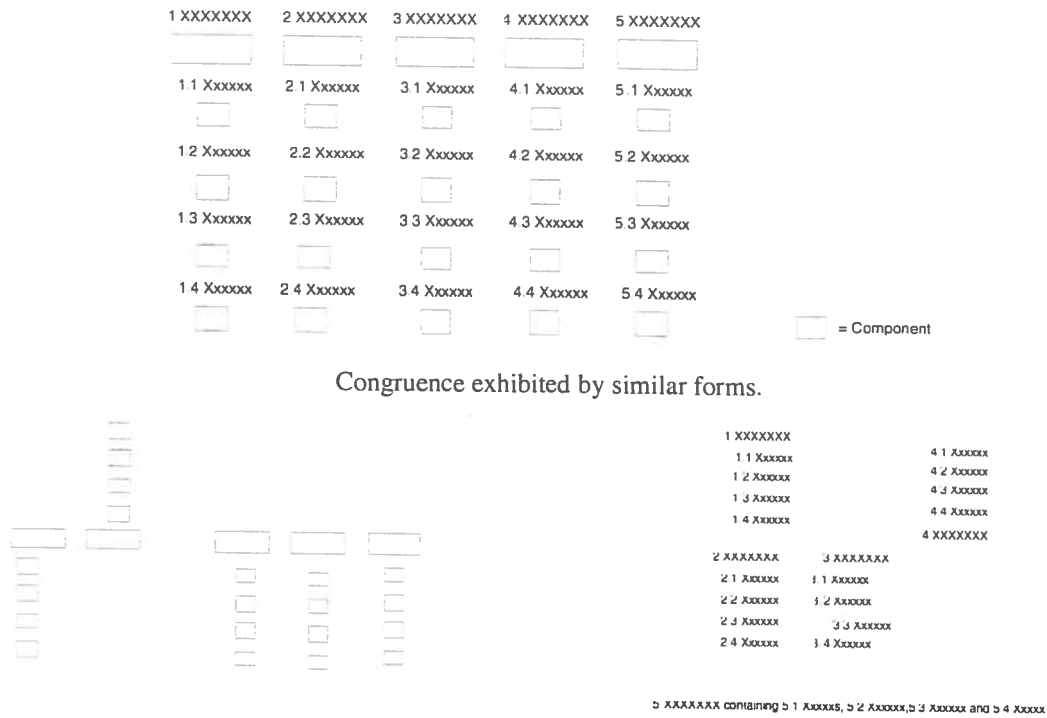 1 XXXXXXX 2 XXXXXXX 3 XXXXXXX 4 XXXXXXX 5 XXXXXXX
1.1 Xxxxxx 2.1 Xxxxxx 3.1 Xxxxxx 4.1 Xxxxxx 5.1 Xxxxxx
1.2 Xxxxxx 2.2 Xxxxxx 3.2 Xxxxxx 4.2 Xxxxxx 5.2 Xxxxxx
1.3 Xxxxxx 2.3 Xxxxxx 3.3 Xxxxxx 4.3 Xxxxxx 5.3 Xxxxxx
1.4 Xxxxxx 2.4 Xxxxxx 3.4 Xxxxxx 4.4 Xxxxxx 5.4 Xxxxxx
= Component
Congruence exhibited by similar forms.
1 XXXXXXX
1.1 Xxxxxx
1.2 Xxxxxx
1.3 Xxxxxx
1.4 Xxxxxx
4.1 Xxxxxx
4.2 Xxxxxx
4.3 Xxxxxx
4.4 Xxxxxx
4 XXXXXXX
2 XXXXXXX 3 XXXXXXX
2.1 Xxxxxx 3.1 Xxxxxx
2.2 Xxxxxx 3.2 Xxxxxx
2.3 Xxxxxx 3.3 Xxxxxx
2.4 Xxxxxx 3.4 Xxxxxx
5 XXXXXXX containing 5.1 Xxxxxs, 5.2 Xxxxxx,5.3 Xxxxxx and 5.4 Xxxxx